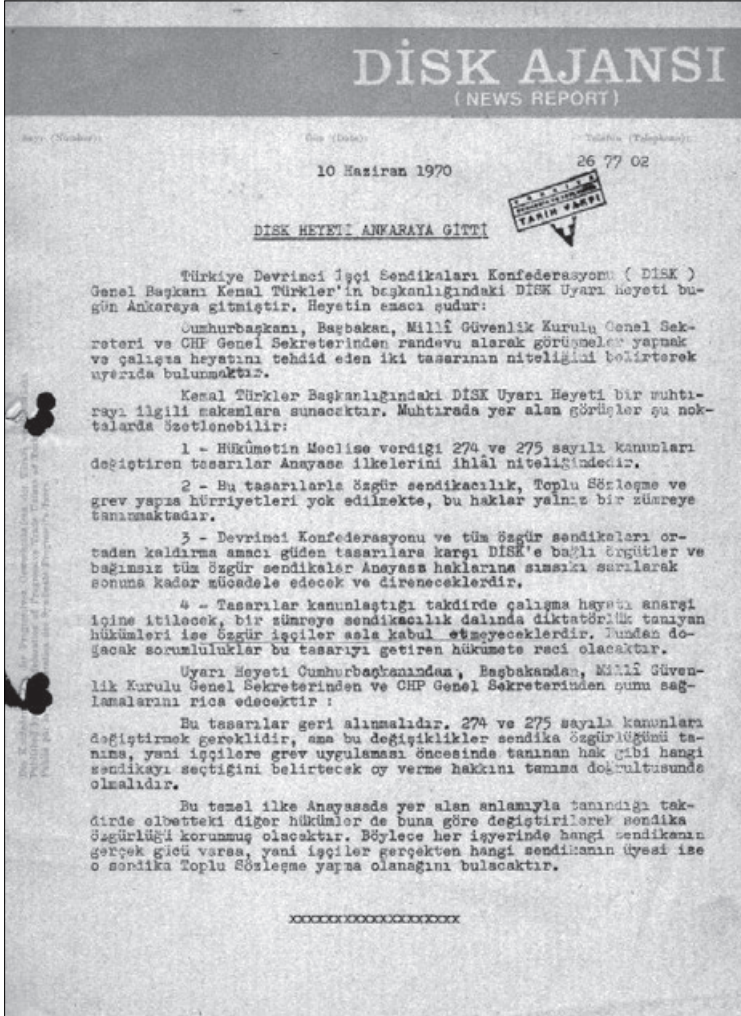 DİSK AJANSI
(NEWS REPORT)
Sayı (Number):
Gün (Date):
Telefon (Telephone):
10 Haziran 1970
26 77 02
TARİH VAKFI
DİSK HEYETİ ANKARAYA GİTTİ
Türkiye Devrimci İşçi Sendikaları Konfederasyonu ( DİSK )
Genel Başkanı Kemal Türkler'in başkanlığındaki DİSK Uyarı Heyeti bu-
gün Ankaraya gitmiştir. Heyetin amacı şudur:
Cumhurbaşkanı, Başbakan, Millî Güvenlik Kurulu Genel Sek-
reteri ve CHP Genel Sekreterinden randevu alarak görüşmeler yapmak
ve çalışma hayatını tehdid eden iki tasarının niteliğini belirterek
uyarıda bulunmaktır.
Kemal Türkler Başkanlığındaki DİSK Uyarı Heyeti bir muhtı-
rayı ilgili makamlara sunacaktır. Muhtırada yer alan görüşler şu nok-
talarda özetlenebilir:
1 - Hükûmetin Meclise verdiği 274 ve 275 sayılı kanunları
değiştiren tasarılar Anayasa ilkelerini ihlâl niteliğindedir.
2 - Bu tasarılarla özgür sendikacılık, Toplu Sözleşme ve
grev yapma hürriyetleri yok edilmekte, bu haklar yalnız bir zümreye
tanınmaktadır.
3 - Devrimci Konfederasyonu ve tüm özgür sendikaları or-
tadan kaldırma amacı güden tasarılara karşı DİSK'e bağlı örgütler ve
bağımsız tüm özgür sendikalar Anayasa haklarına sımsıkı sarılarak
sonuna kadar mücadele edecek ve direneceklerdir.
4 - Tasarılar kanunlaştığı takdirde çalışma hayatı anarşi
içine itilecek, bir zümreye sendikacılık dalında diktatörlük tanıyan
hükümleri ise özgür işçiler asla kabul etmeyeceklerdir. Bundan do-
ğacak sorumluluklar bu tasarıyı getiren hükûmete raci olacaktır.
Uyarı Heyeti Cumhurbaşkanından, Başbakandan, Millî Güven-
lik Kurulu Genel Sekreterinden ve CHP Genel Sekreterinden şunu sağ-
lamalarını rica edecektir :
Bu tasarılar geri alınmalıdır. 274 ve 275 sayılı kanunları
değiştirmek gereklidir, ama bu değişiklikler sendika özgürlüğünü ta-
nıma, yani işçilere grev uygulaması öncesinde tanınan hak gibi hangi
sendikayı seçtiğini belirtecek oy verme hakkını tanıma doğrultusunda
olmalıdır.
Bu temel ilke Anayasada yer alan anlamıyla tanındığı tak-
dirde elbetteki diğer hükümler de buna göre değiştirilerek sendika
özgürlüğü korunmuş olacaktır. Böylece her işyerinde hangi sendikanın
gerçek gücü varsa, yani işçiler gerçekten hangi sendikanın üyesi ise
o sendika Toplu Sözleşme yapma olanağını bulacaktır.
xxxxxxxxxxxxxxxxxxxx